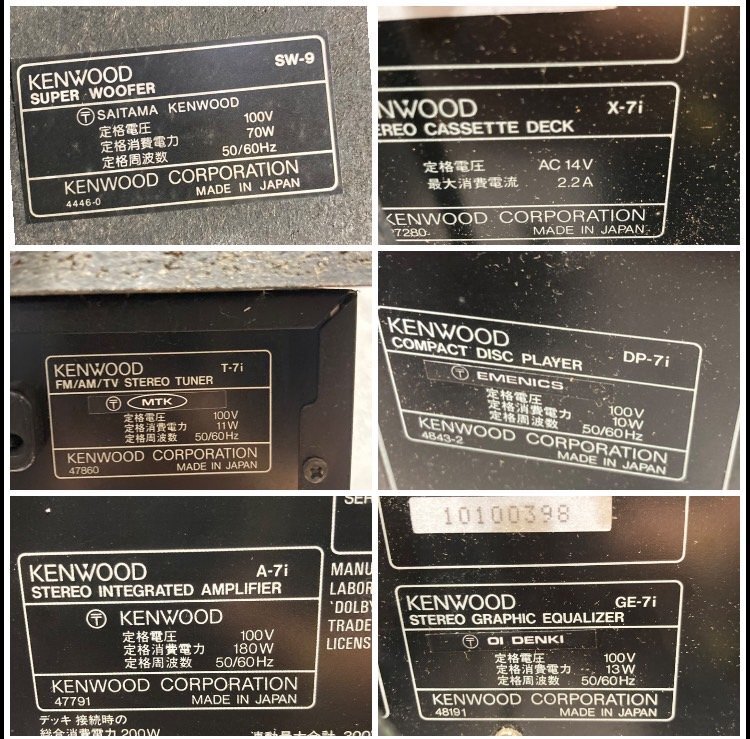 KENWOOD SW-9
SUPER WOOFER
〒 SAITAMA KENWOOD
定格電圧 100V
定格消費電力 70W
定格周波数 50/60Hz
KENWOOD CORPORATION
4446-0 MADE IN JAPAN
NWOOD X-7i
EREO CASSETTE DECK
定格電圧 AC 14V
最大消費電流 2.2A
KENWOOD CORPORATION
7280 MADE IN JAPAN
KENWOOD T-7i
FM/AM/TV STEREO TUNER
〒 MTK
定格電圧 100V
定格消費電力 11W
定格周波数 50/60Hz
KENWOOD CORPORATION
47860 MADE IN JAPAN
KENWOOD DP-7i
COMPACT DISC PLAYER
〒 EMENICS
定格電圧 100V
定格消費電力 10W
定格周波数 50/60Hz
KENWOOD CORPORATION
4843-2 MADE IN JAPAN
SER
KENWOOD A-7i
STEREO INTEGRATED AMPLIFIER
〒 KENWOOD
定格電圧 100V
定格消費電力 180W
定格周波数 50/60Hz
KENWOOD CORPORATION
47791 MADE IN JAPAN
MANU
LABOR
'DOLBY
TRADE
LICENS
デッキ 接続時の
総合消費電力 200W
連動最大合計 300
10100398
KENWOOD GE-7i
STEREO GRAPHIC EQUALIZER
〒 OI DENKI
定格電圧 100V
定格消費電力 13W
定格周波数 50/60Hz
KENWOOD CORPORATION
48191 MADE IN JAPAN